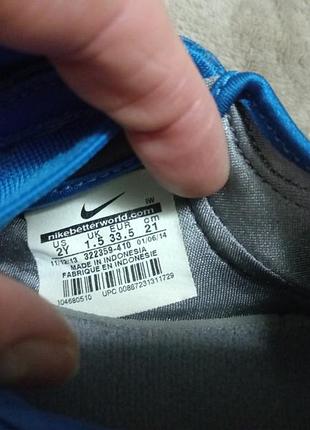 IW
nikebetterworld.com
US UK EUR cm
2Y 1.5 33.5 21
11/12/13 322359-410 01/06/14
MADE IN INDONESIA
FABRIQUE EN INDONESIE
104680510 UPC 00887231311729